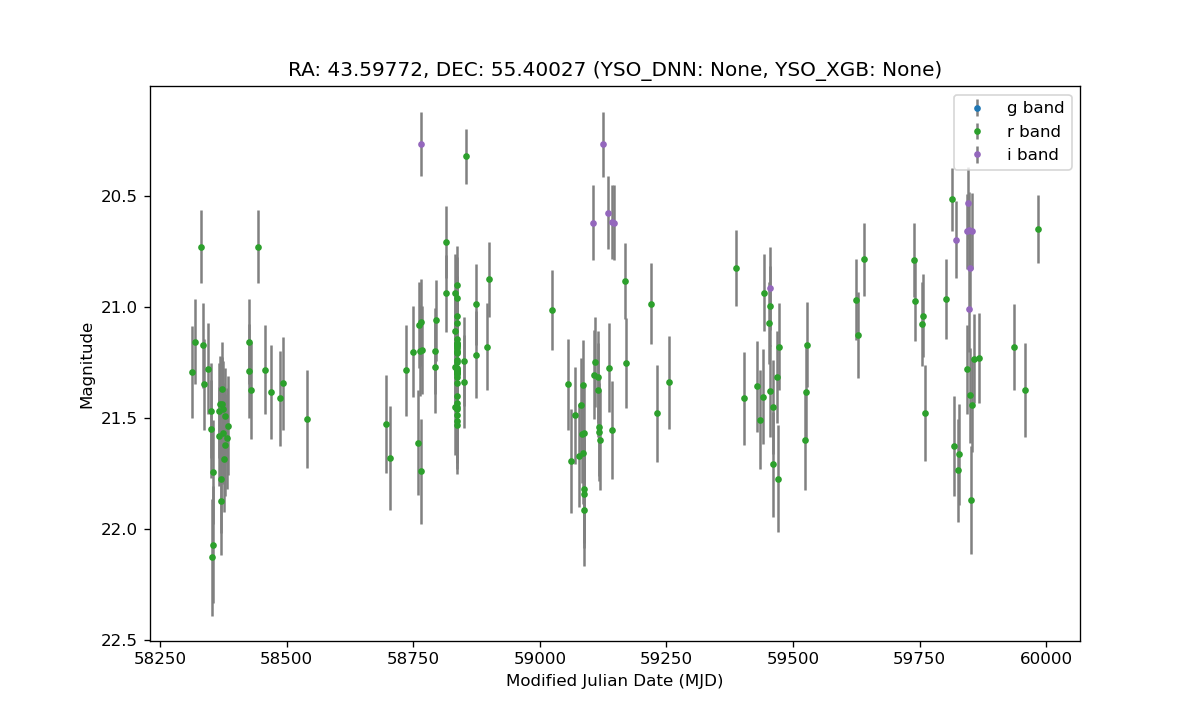 RA: 43.59772, DEC: 55.40027 (YSO_DNN: None, YSO_XGB: None)
g band
r band
i band
20.5
21.0
21.5
22.0
22.5
Magnitude
58250 58500 58750 59000 59250 59500 59750 60000
Modified Julian Date (MJD)